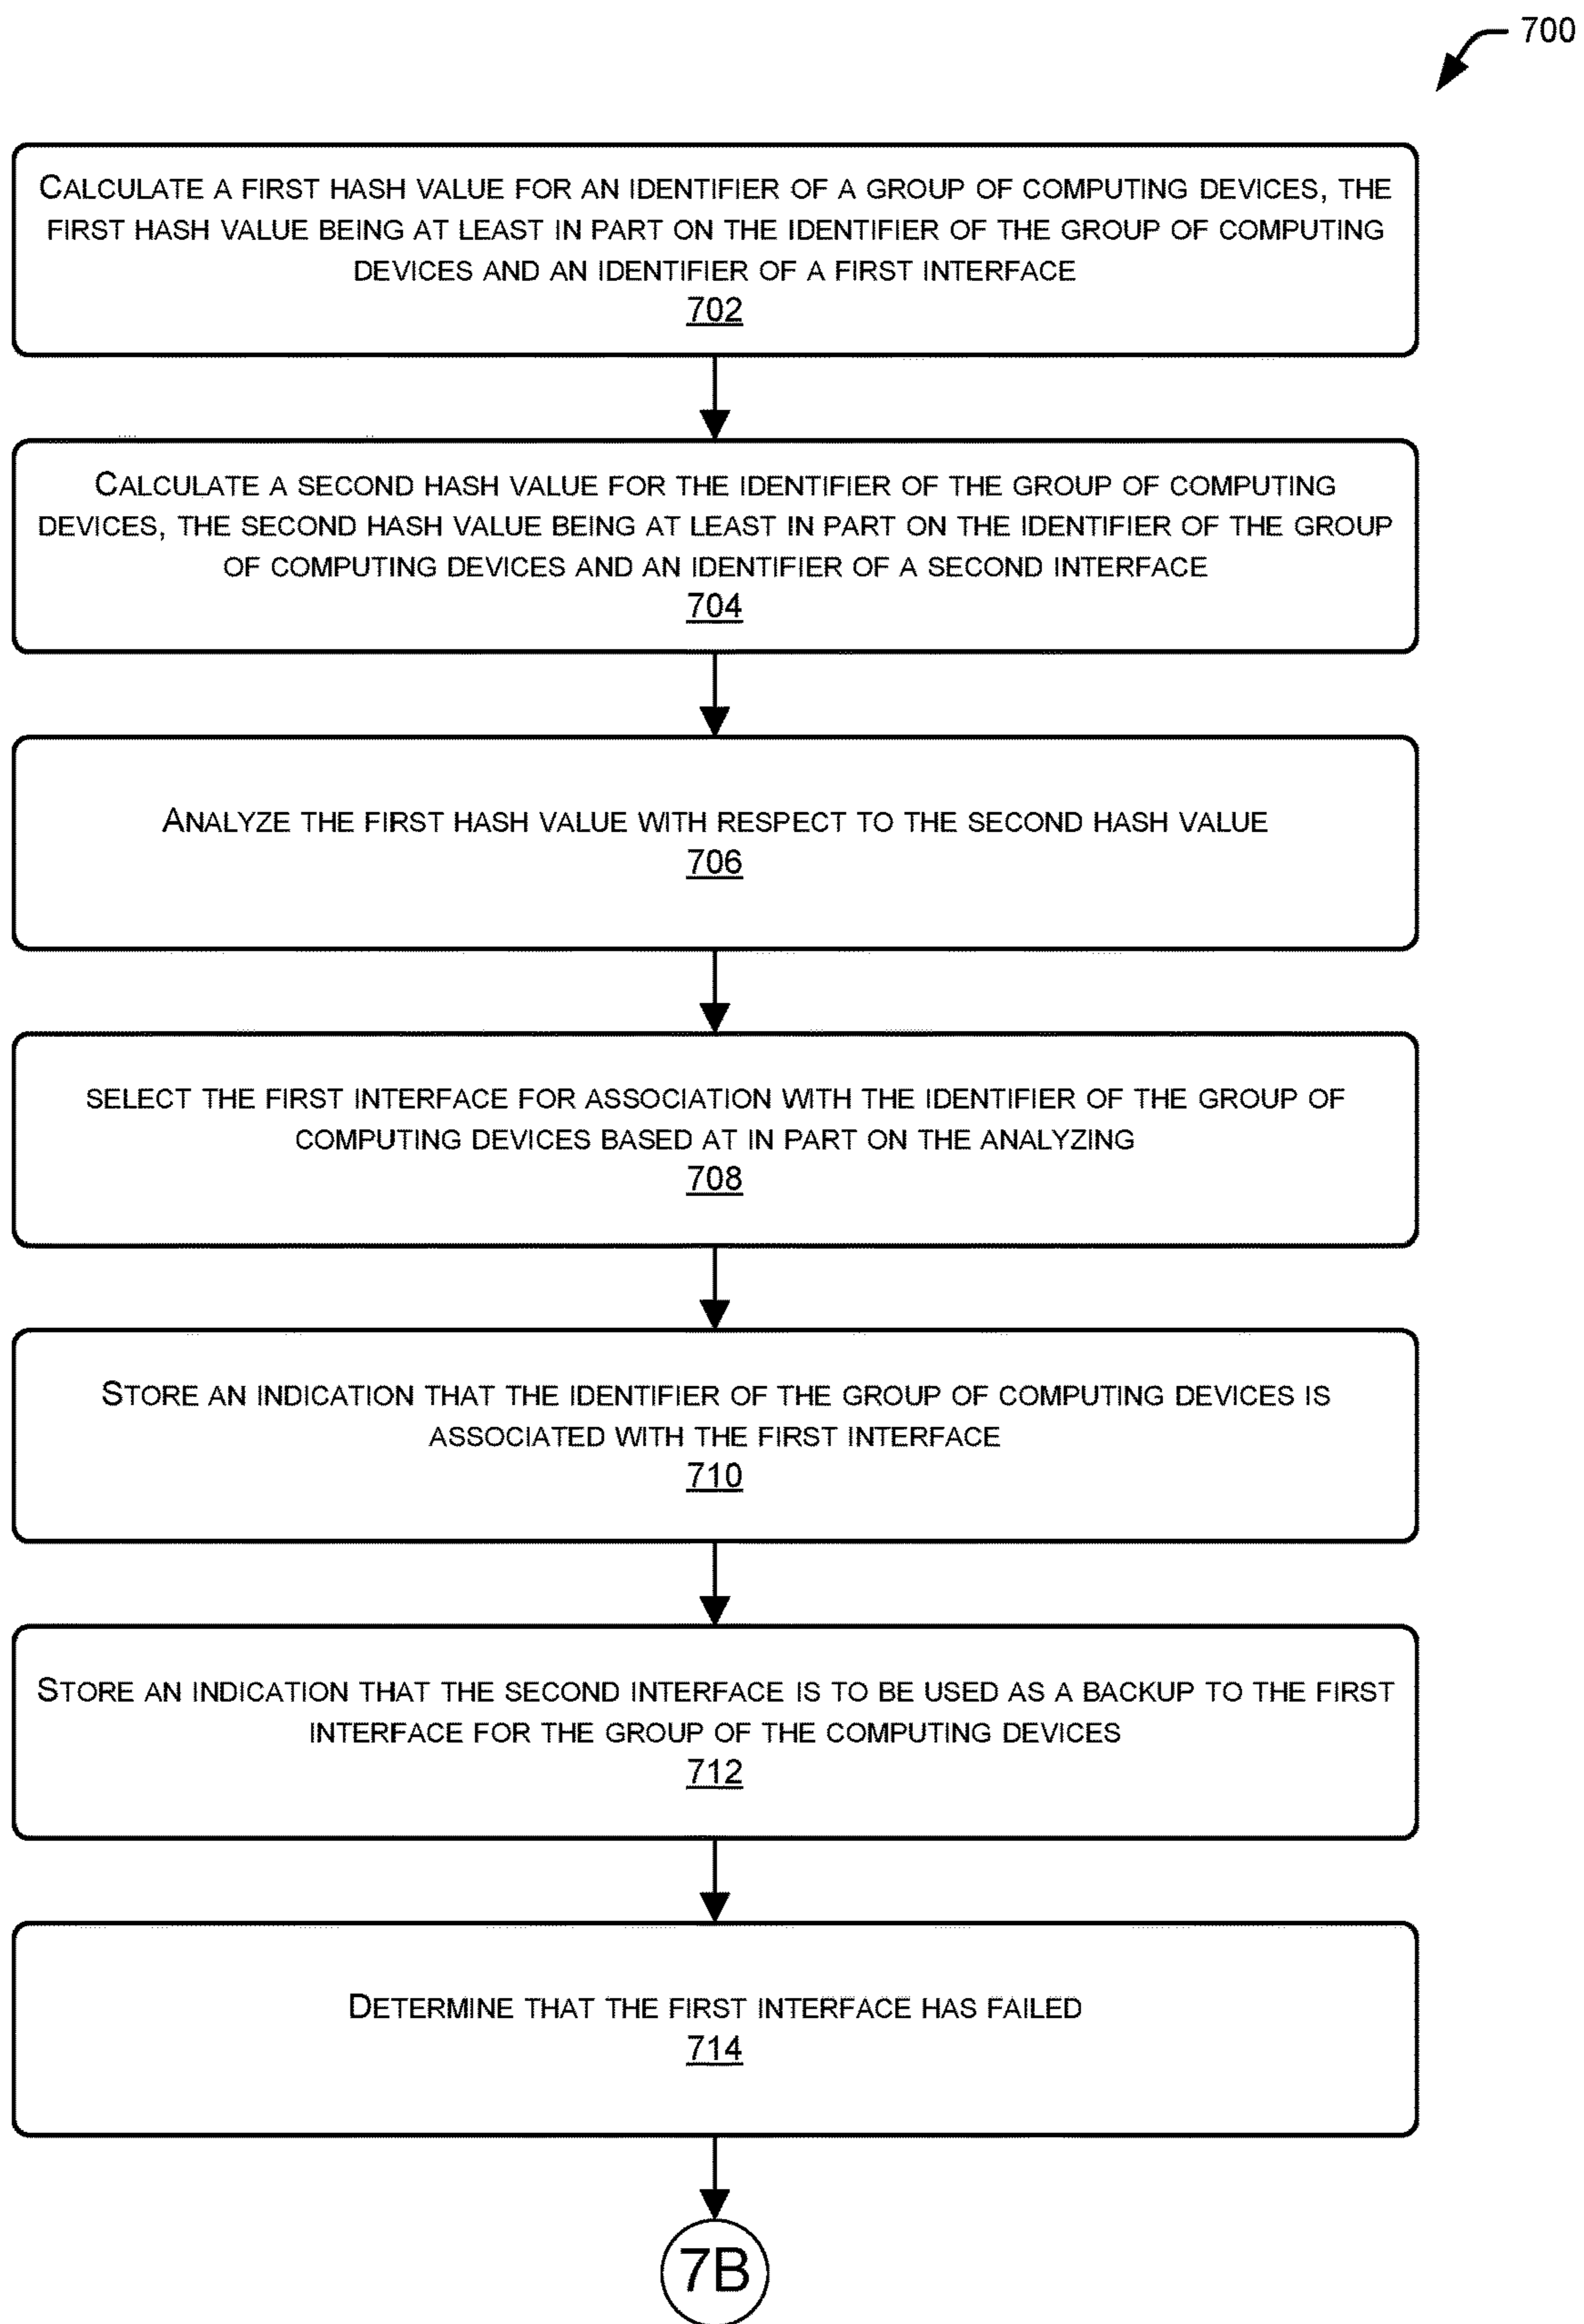 700
CALCULATE A FIRST HASH VALUE FOR AN IDENTIFIER OF A GROUP OF COMPUTING DEVICES, THE
FIRST HASH VALUE BEING AT LEAST IN PART ON THE IDENTIFIER OF THE GROUP OF COMPUTING
DEVICES AND AN IDENTIFIER OF A FIRST INTERFACE
702
CALCULATE A SECOND HASH VALUE FOR THE IDENTIFIER OF THE GROUP OF COMPUTING
DEVICES, THE SECOND HASH VALUE BEING AT LEAST IN PART ON THE IDENTIFIER OF THE GROUP
OF COMPUTING DEVICES AND AN IDENTIFIER OF A SECOND INTERFACE
704
ANALYZE THE FIRST HASH VALUE WITH RESPECT TO THE SECOND HASH VALUE
706
SELECT THE FIRST INTERFACE FOR ASSOCIATION WITH THE IDENTIFIER OF THE GROUP OF
COMPUTING DEVICES BASED AT IN PART ON THE ANALYZING
708
STORE AN INDICATION THAT THE IDENTIFIER OF THE GROUP OF COMPUTING DEVICES IS
ASSOCIATED WITH THE FIRST INTERFACE
710
STORE AN INDICATION THAT THE SECOND INTERFACE IS TO BE USED AS A BACKUP TO THE FIRST
INTERFACE FOR THE GROUP OF THE COMPUTING DEVICES
712
DETERMINE THAT THE FIRST INTERFACE HAS FAILED
714
7B